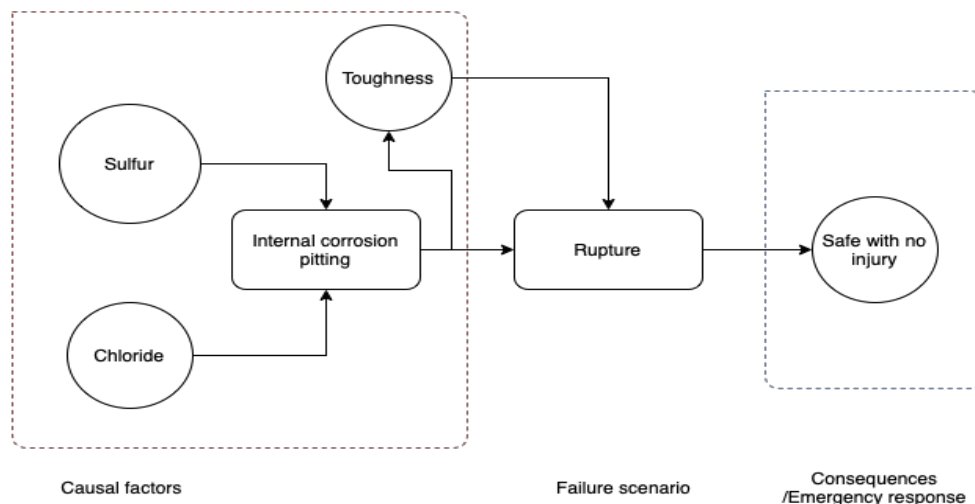 Toughness
Sulfur
Internal corrosion
pitting
Rupture
Safe with no
injury
Chloride
Causal factors
Failure scenario
Consequences
/Emergency response